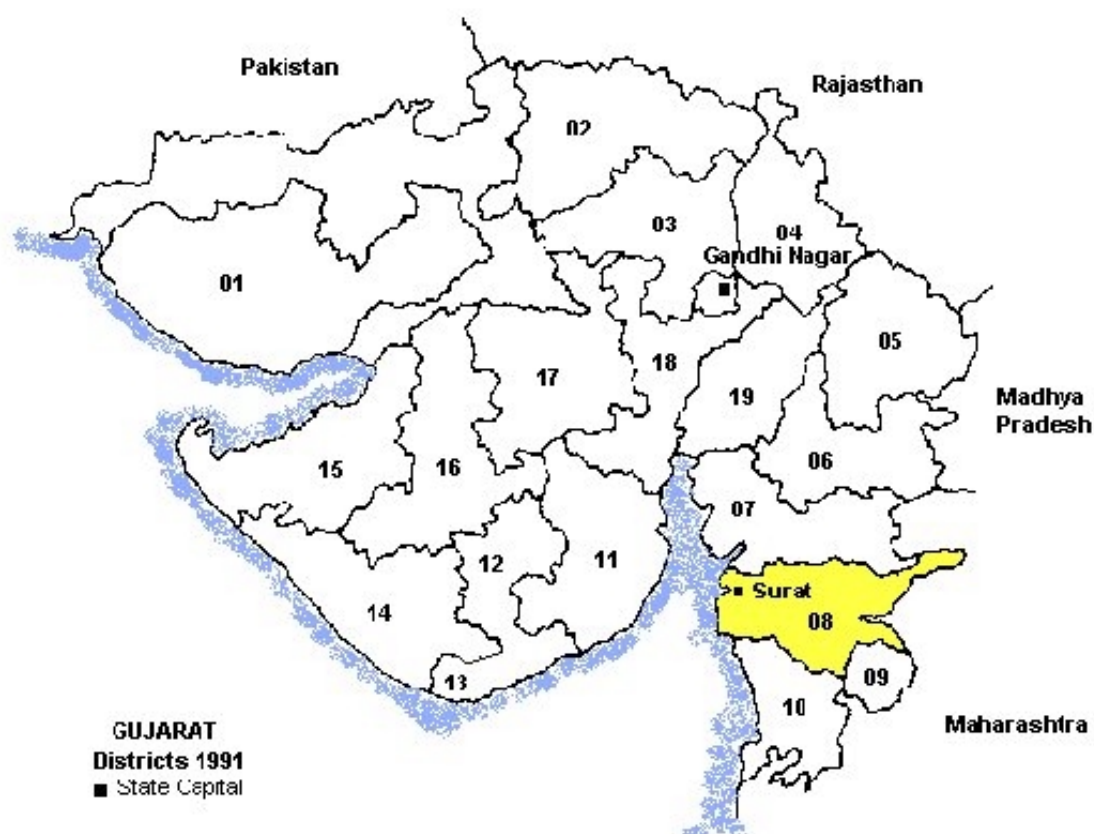 Pakistan
Rajasthan
02
03
04
Gandhi Nagar
01
05
18
17
19
Madhya
Pradesh
15
16
06
07
12
11
Surat
14
08
13
09
10
GUJARAT
Districts 1991
State Capital
Maharashtra